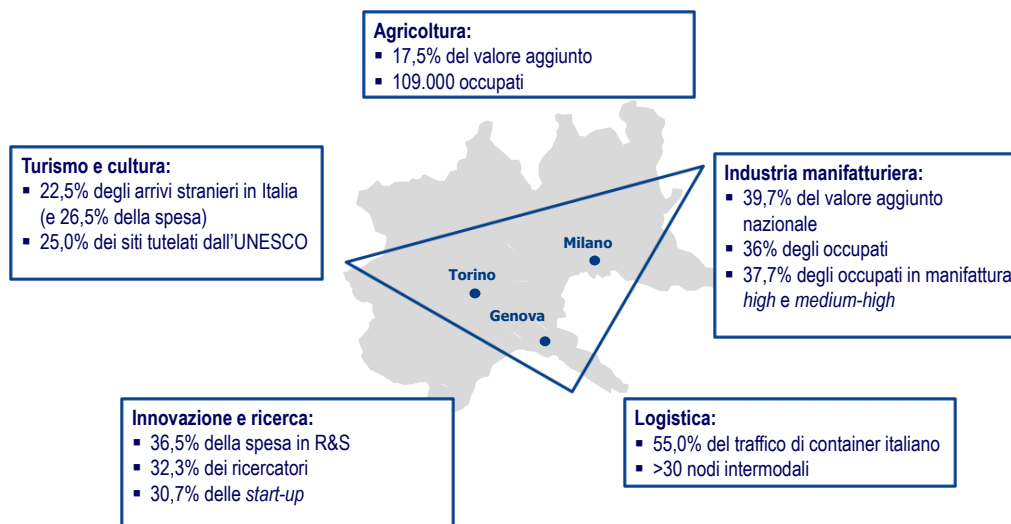 Agricoltura:
▪ 17,5% del valore aggiunto
▪ 109.000 occupati
Turismo e cultura:
▪ 22,5% degli arrivi stranieri in Italia
(e 26,5% della spesa)
▪ 25,0% dei siti tutelati dall'UNESCO
Industria manifatturiera:
▪ 39,7% del valore aggiunto
nazionale
▪ 36% degli occupati
▪ 37,7% degli occupati in manifattura
high e medium-high
Milano
Torino
Genova
Innovazione e ricerca:
▪ 36,5% della spesa in R&S
▪ 32,3% dei ricercatori
▪ 30,7% delle start-up
Logistica:
▪ 55,0% del traffico di container italiano
▪ >30 nodi intermodali